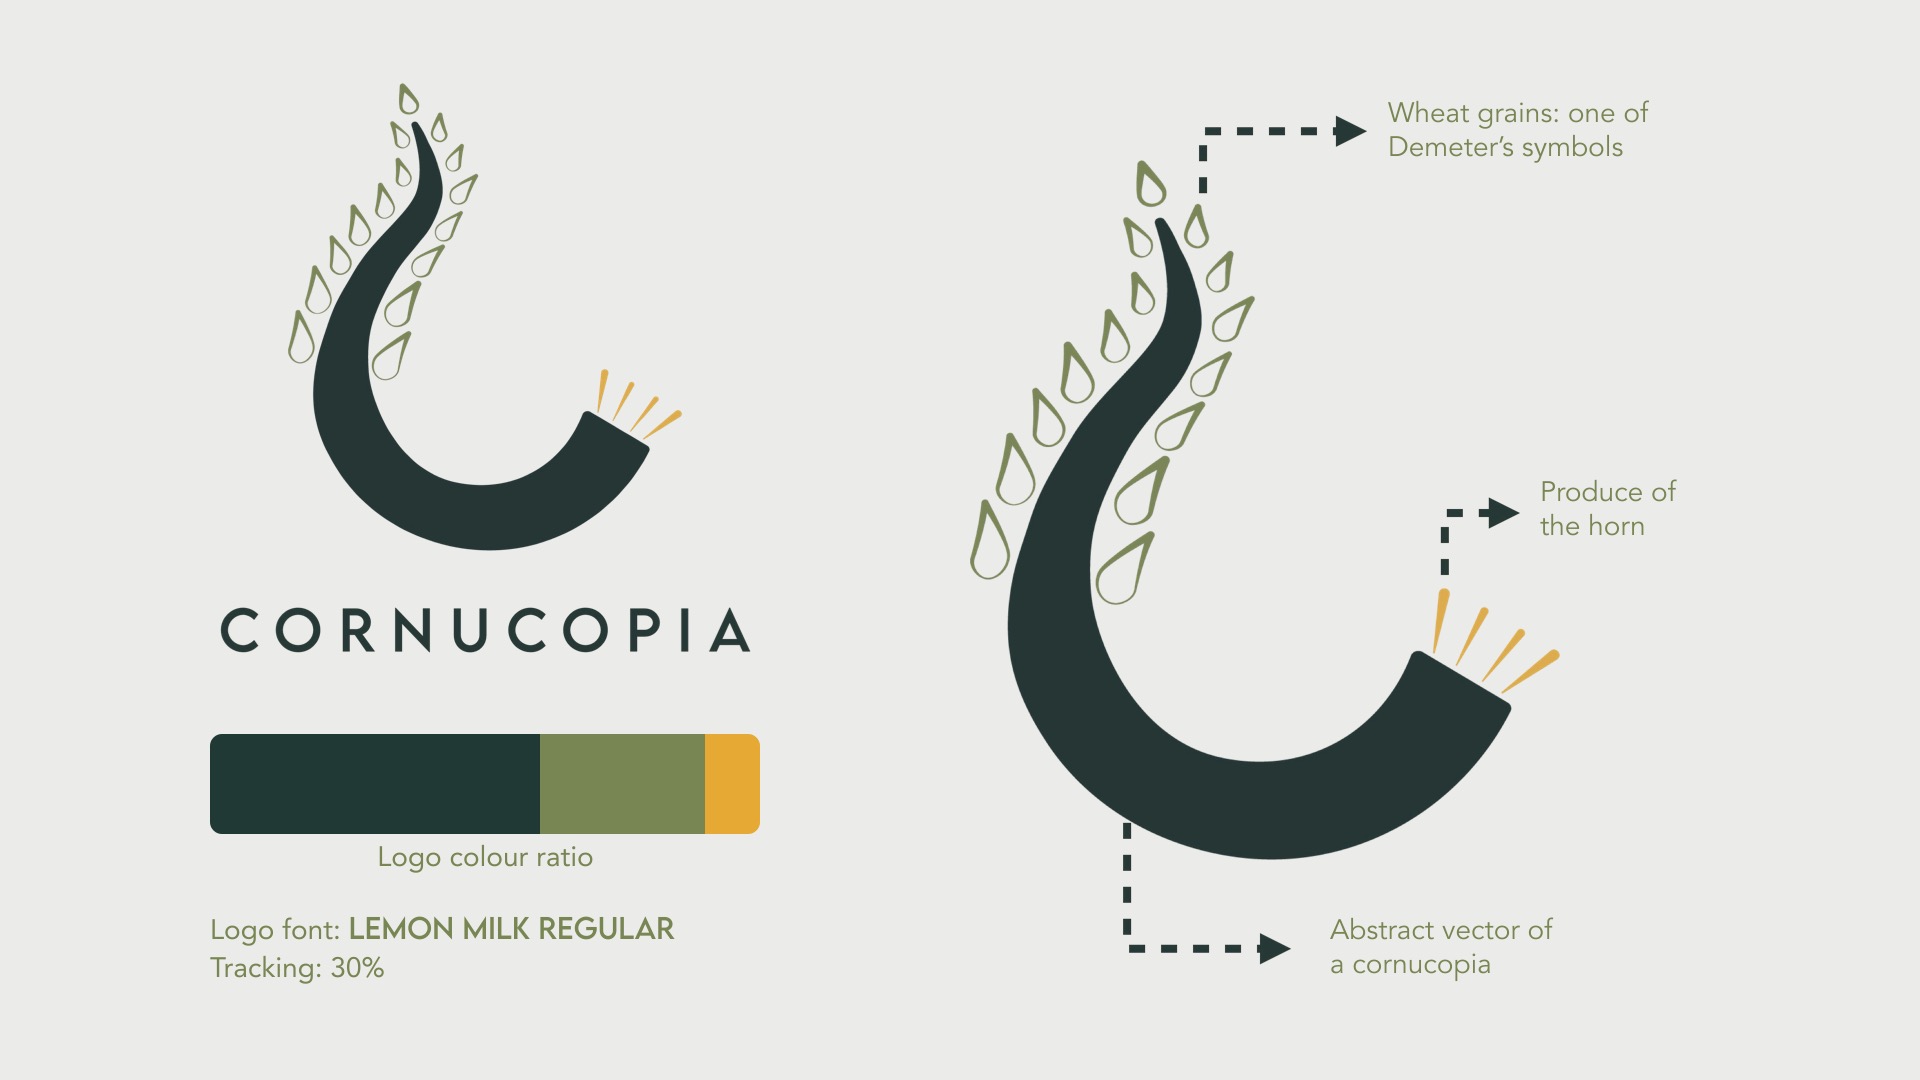 CORNUCOPIA
Logo colour ratio
Logo font: LEMON MILK REGULAR
Tracking: 30%
Wheat grains: one of
Demeter’s symbols
Produce of
the horn
Abstract vector of
a cornucopia